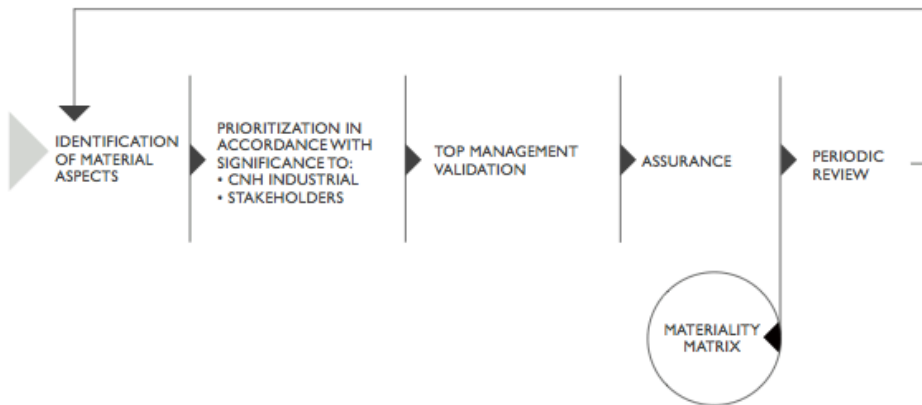 IDENTIFICATION
OF MATERIAL
ASPECTS
PRIORITIZATION IN
ACCORDANCE WITH
SIGNIFICANCE TO:
• CNH INDUSTRIAL
• STAKEHOLDERS
TOP MANAGEMENT
VALIDATION
ASSURANCE
PERIODIC
REVIEW
MATERIALITY
MATRIX